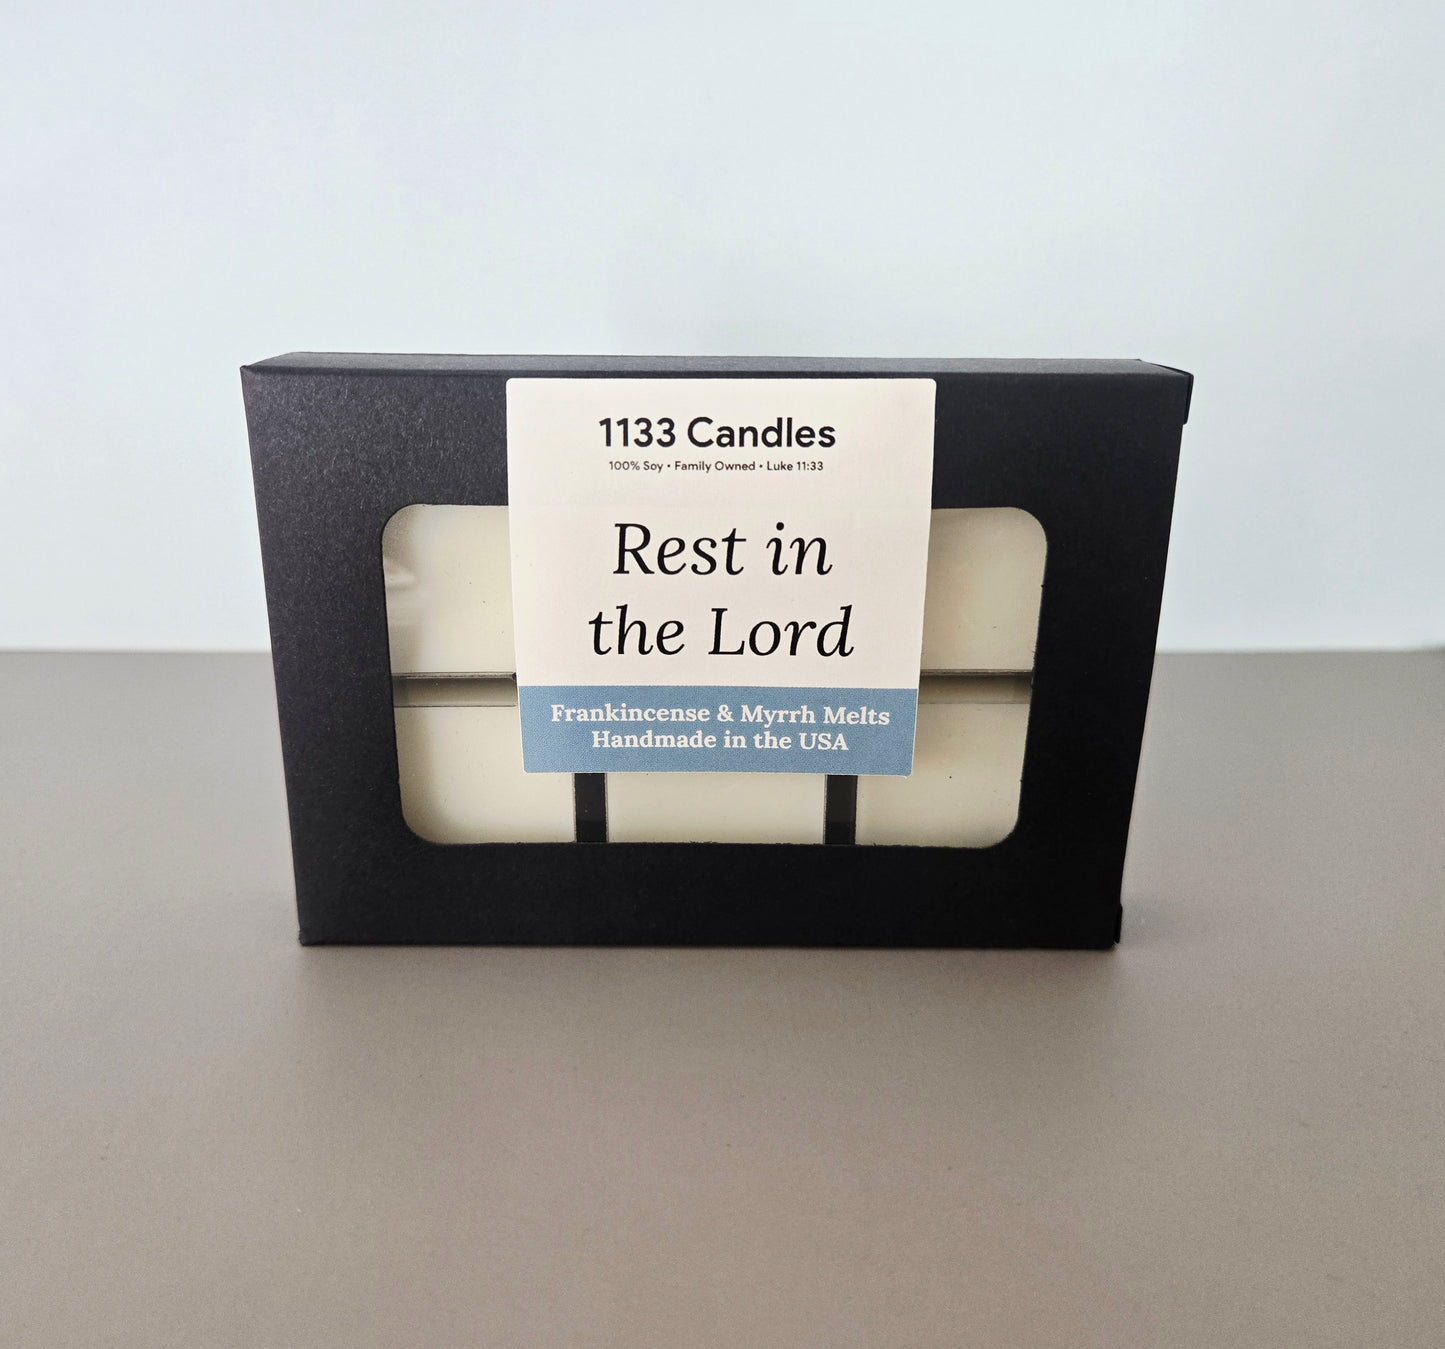 1133 Candles
100% Soy • Family Owned • Luke 11:33
Rest in
the Lord
Frankincense & Myrrh Melts
Handmade in the USA